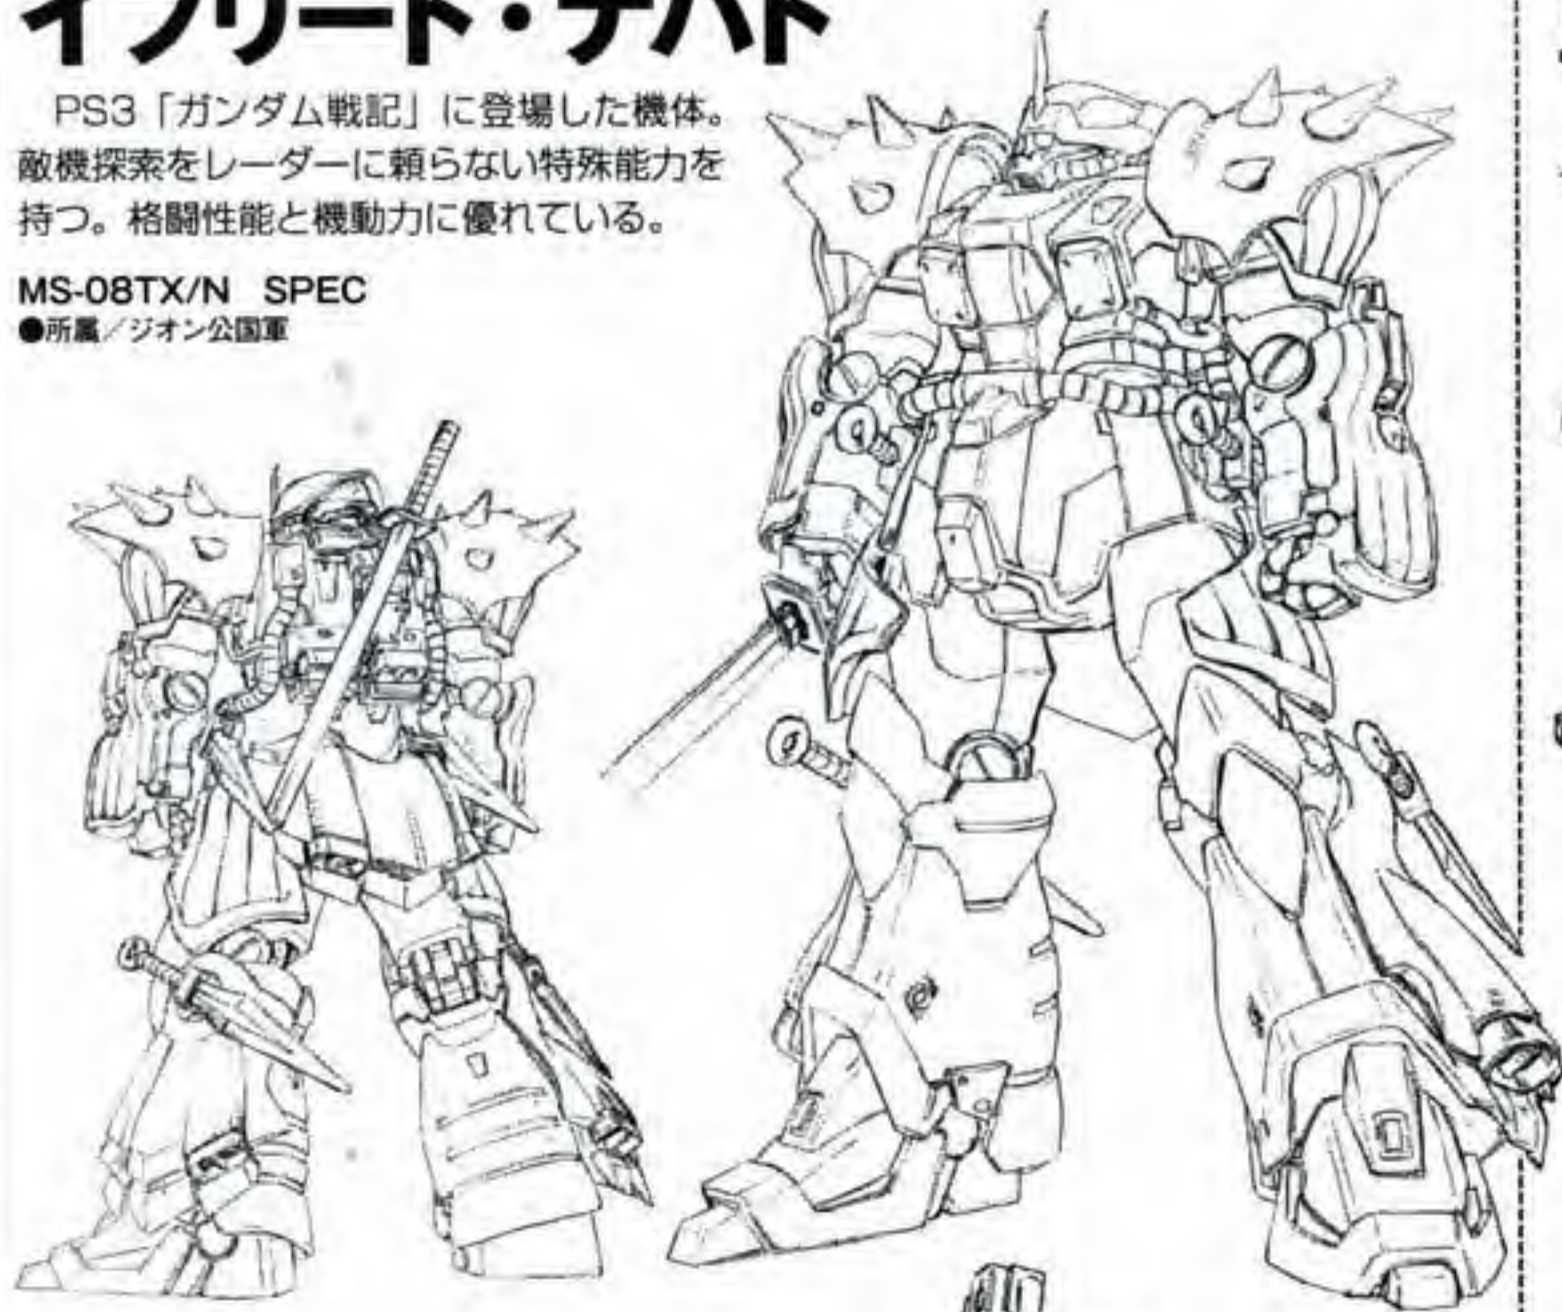 イフリート・ナハト
PS3「ガンダム戦記」に登場した機体。
敵機探索をレーダーに頼らない特殊能力を
持つ。格闘性能と機動力に優れている。
MS-08TX/N SPEC
●所属/ジオン公国軍